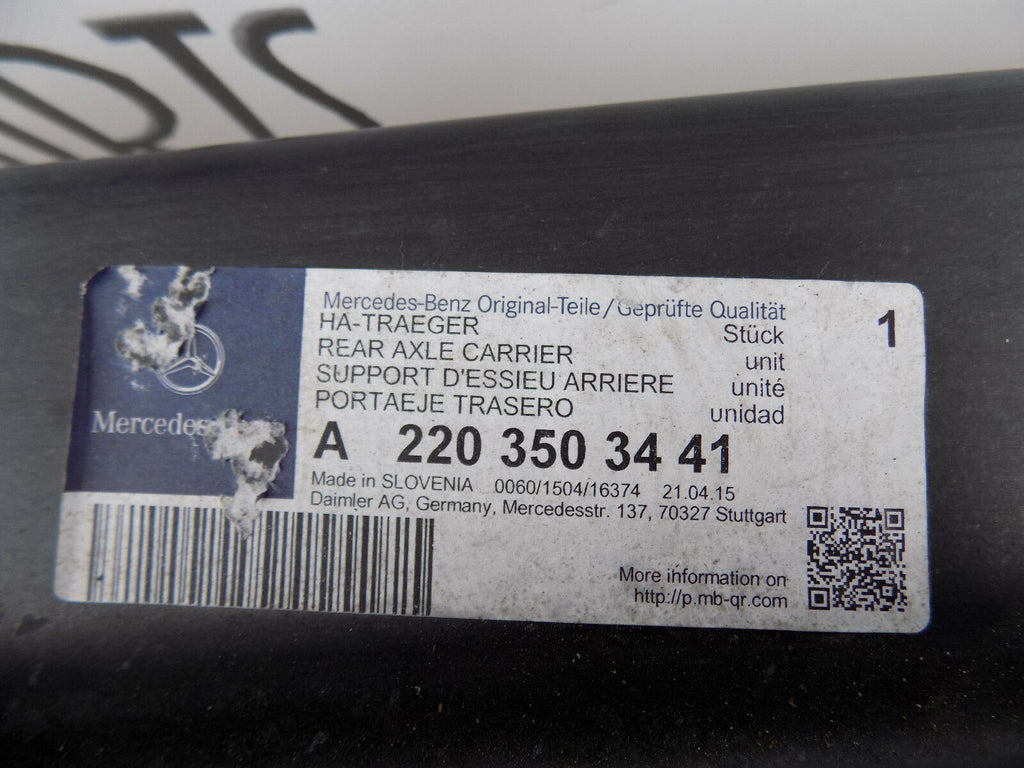 RTS
Mercedes-Benz Original-Teile/Geprüfte Qualität
HA-TRAEGER
REAR AXLE CARRIER
SUPPORT D'ESSIEU ARRIERE
PORTAEJE TRASERO
Stück
unit
unité
unidad
1
Mercedes
A 220 350 34 41
Made in SLOVENIA 0060/1504/16374 21.04.15
Daimler AG, Germany, Mercedesstr. 137, 70327 Stuttgart
More information on
http://p.mb-qr.com